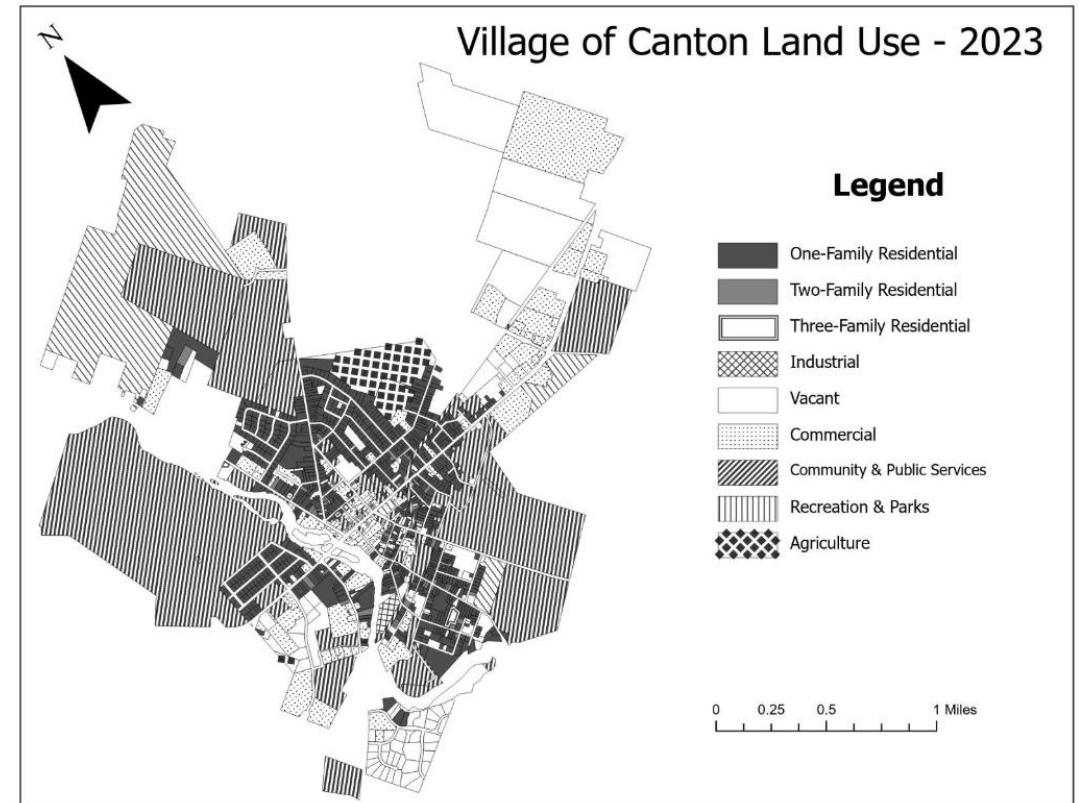 N
Village of Canton Land Use - 2023
Legend
One-Family Residential
Two-Family Residential
Three-Family Residential
Industrial
Vacant
Commercial
Community & Public Services
Recreation & Parks
Agriculture
0 0.25 0.5 1 Miles